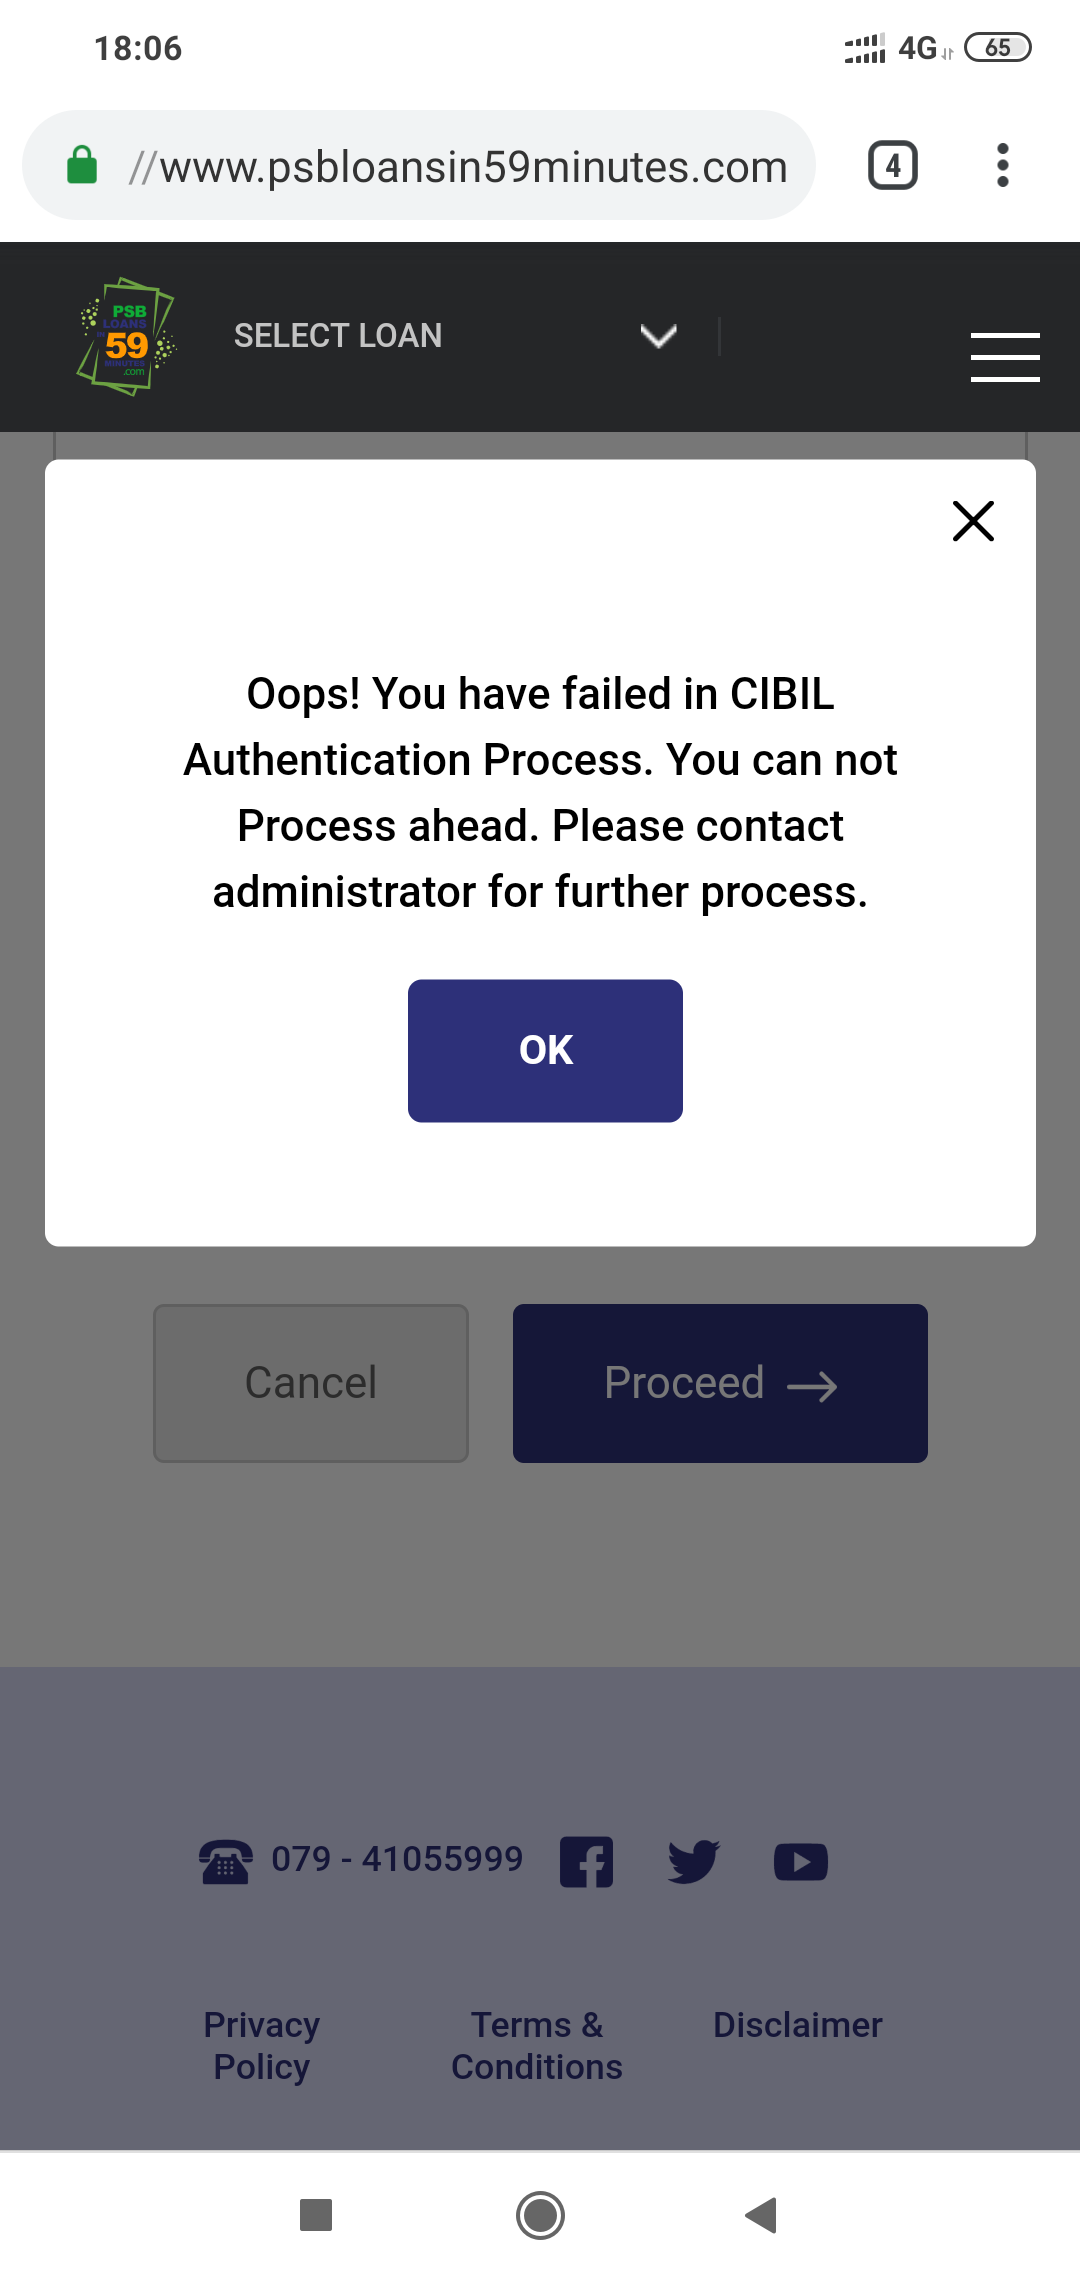 18:06
4G 65
//www.psbloansin59minutes.com
4
PSB
LOANS
59
MINUTES
.com
SELECT LOAN
Oops! You have failed in CIBIL
Authentication Process. You can not
Process ahead. Please contact
administrator for further process.
OK
Cancel
Proceed
079 - 41055999
Privacy
Policy
Terms &
Conditions
Disclaimer